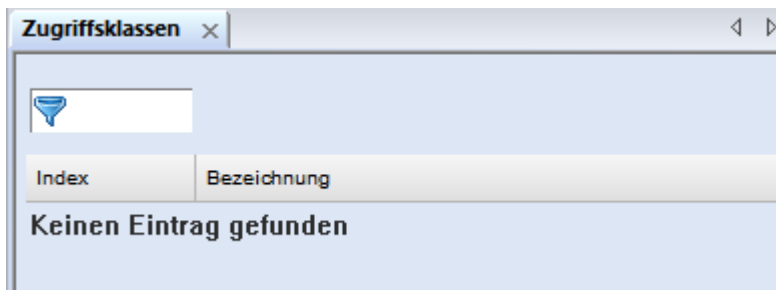 Zugriffsklassen
Index Bezeichnung
Keinen Eintrag gefunden